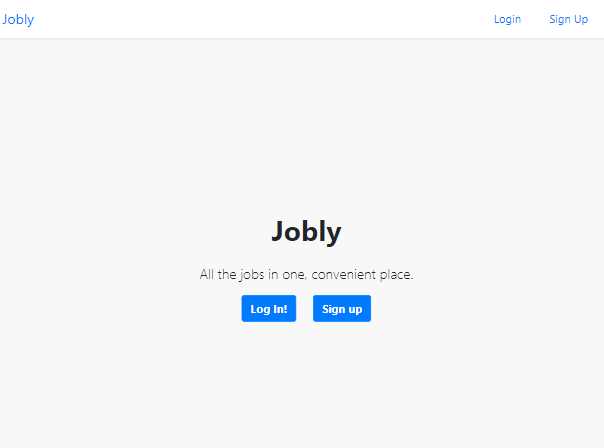 Jobly Login Sign Up
Jobly
All the jobs in one, convenient place.
Log In! Sign up